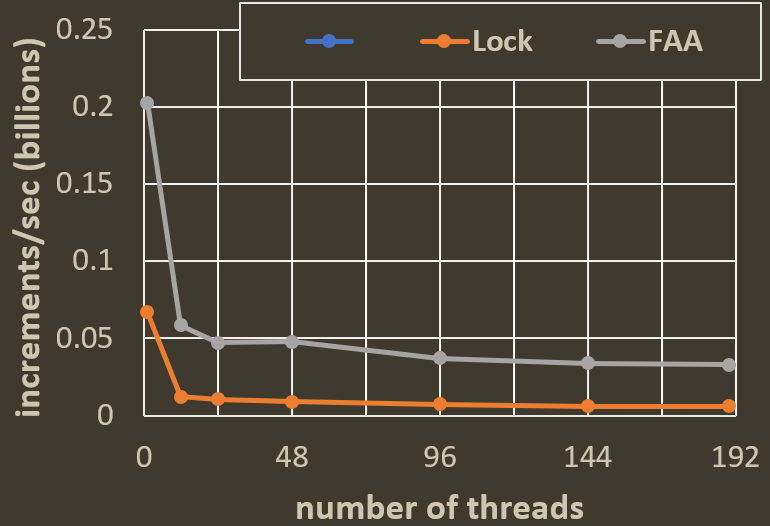 Lock FAA
increments/sec (billions)
0.25
0.2
0.15
0.1
0.05
0
0 48 96 144 192
number of threads